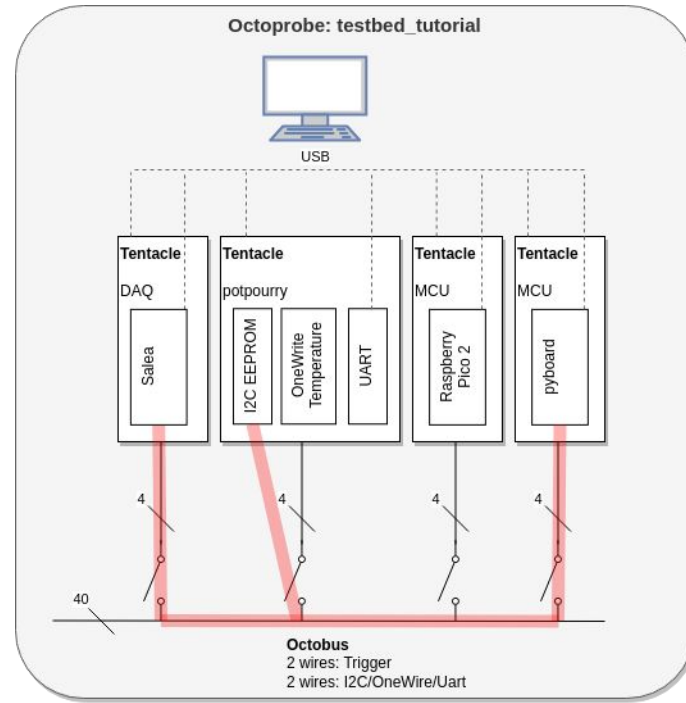 Octoprobe: testbed_tutorial
USB
Tentacle
DAQ
Salea
Tentacle
potpourry
I2C EEPROM
OneWrite
Temperature
UART
Tentacle
MCU
Raspberry
Pico 2
Tentacle
MCU
pyboard
4
4
4
4
40
Octobus
2 wires: Trigger
2 wires: I2C/OneWire/Uart